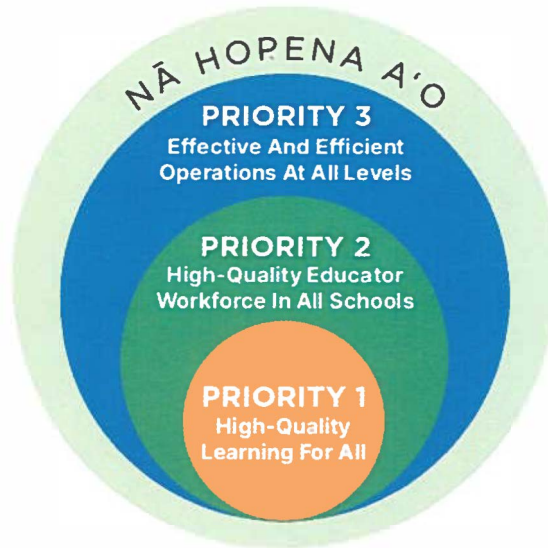 NĀ HOPENA AʻO
PRIORITY 3
Effective And Efficient
Operations At All Levels
PRIORITY 2
High-Quality Educator
Workforce In All Schools
PRIORITY 1
High-Quality
Learning For All